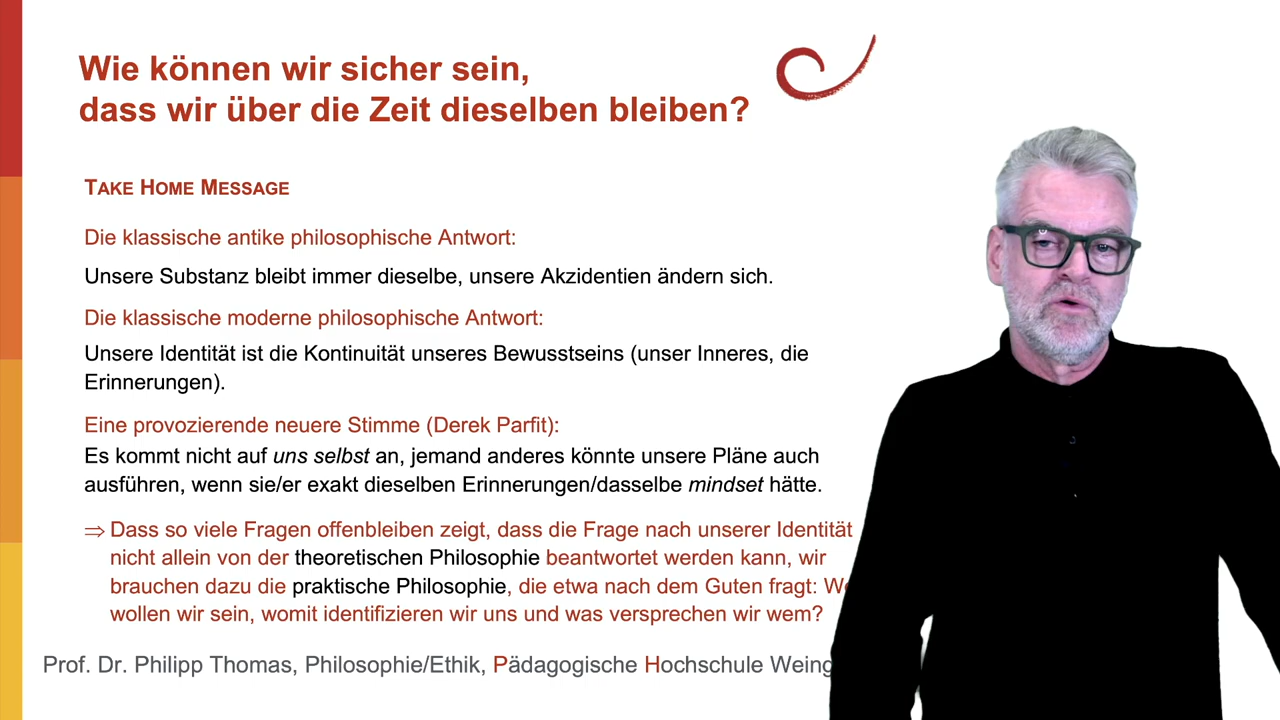 Wie können wir sicher sein,
dass wir über die Zeit dieselben bleiben?
TAKE HOME MESSAGE
Die klassische antike philosophische Antwort:
Unsere Substanz bleibt immer dieselbe, unsere Akzidentien ändern sich.
Die klassische moderne philosophische Antwort:
Unsere Identität ist die Kontinuität unseres Bewusstseins (unser Inneres, die
Erinnerungen).
Eine provozierende neuere Stimme (Derek Parfit):
Es kommt nicht auf uns selbst an, jemand anderes könnte unsere Pläne auch
ausführen, wenn sie/er exakt dieselben Erinnerungen/dasselbe mindset hätte.
⇒ Dass so viele Fragen offenbleiben zeigt, dass die Frage nach unserer Identität
nicht allein von der theoretischen Philosophie beantwortet werden kann, wir
brauchen dazu die praktische Philosophie, die etwa nach dem Guten fragt:
wollen wir sein, womit identifizieren wir uns und was versprechen wir wem?
Prof. Dr. Philipp Thomas, Philosophie/Ethik, Pädagogische Hochschule